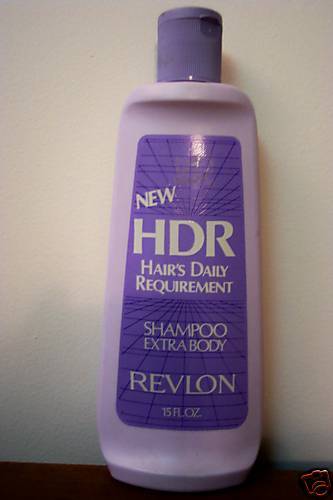 NEW
HDR
HAIR'S DAILY
REQUIREMENT
SHAMPOO
EXTRA BODY
REVLON
15 FL. OZ.